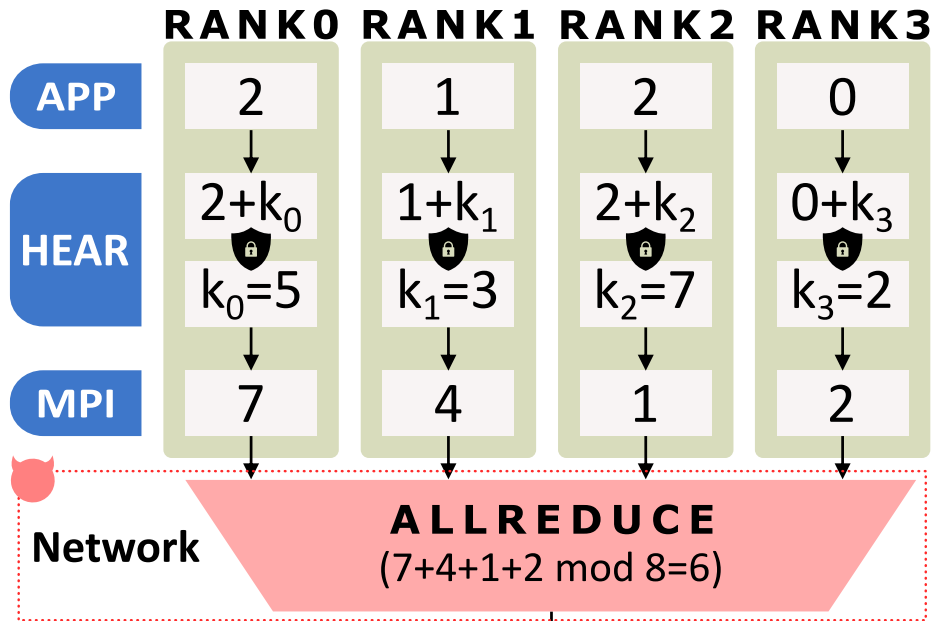 RANK0 RANK1 RANK2 RANK3
APP 2 1 2 0
2+k₀ 1+k₁ 2+k₂ 0+k₃
HEAR
k₀=5 k₁=3 k₂=7 k₃=2
MPI 7 4 1 2
ALLREDUCE
Network
(7+4+1+2 mod 8=6)